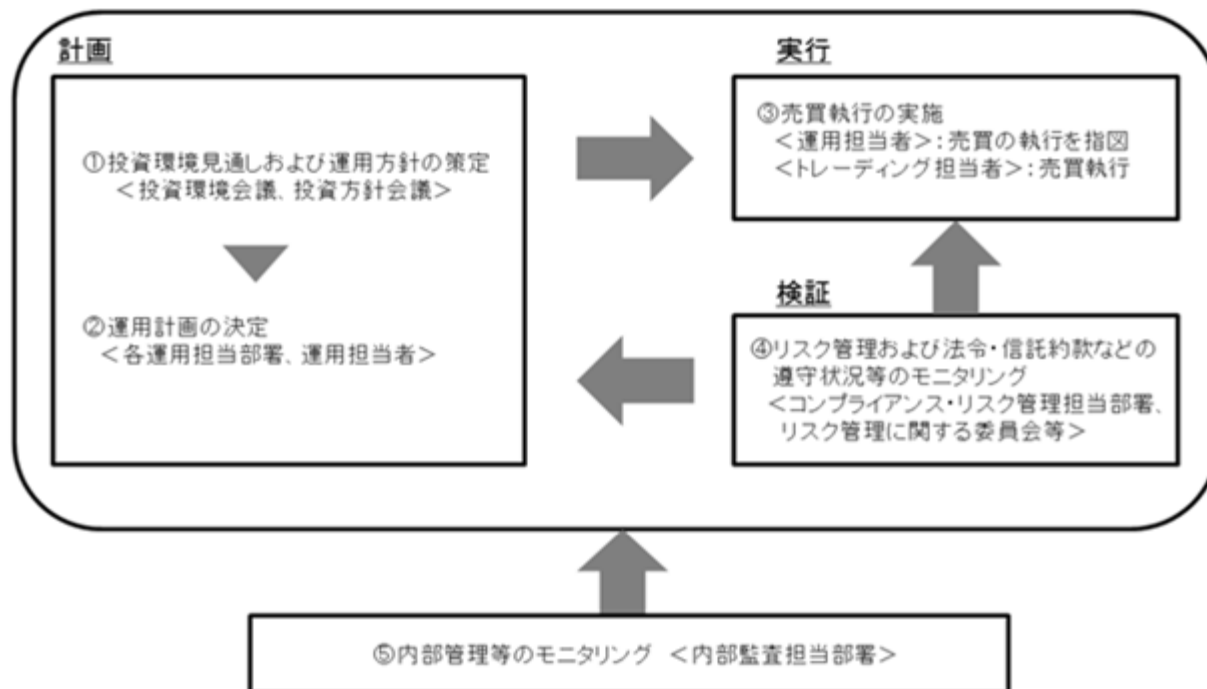 計画
①投資環境見通しおよび運用方針の策定
＜投資環境会議、投資方針会議＞
②運用計画の決定
＜各運用担当部署、運用担当者＞
実行
③売買執行の実施
＜運用担当者＞：売買の執行を指図
＜トレーディング担当者＞：売買執行
検証
④リスク管理および法令・信託約款などの
遵守状況等のモニタリング
＜コンプライアンス・リスク管理担当部署、
リスク管理に関する委員会等＞
⑤内部管理等のモニタリング ＜内部監査担当部署＞